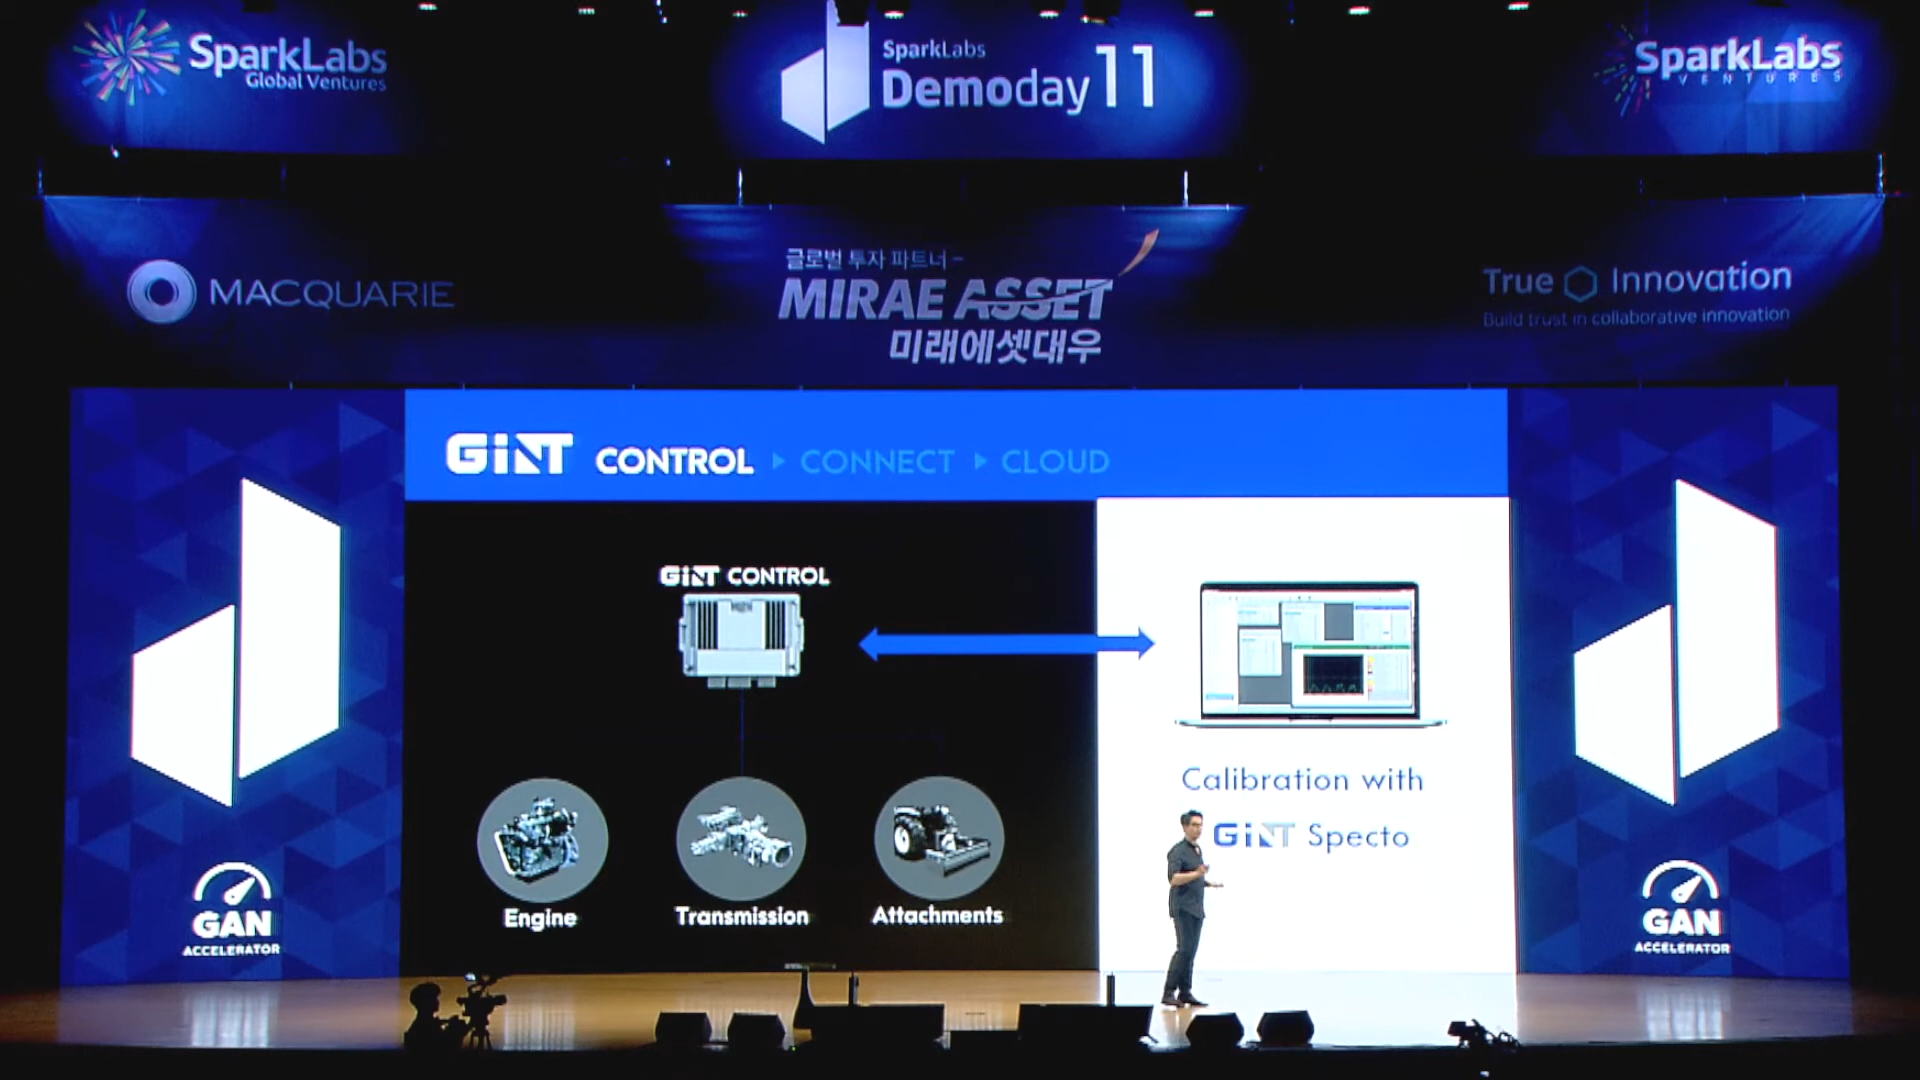 SparkLabs
Global Ventures
SparkLabs
Demoday 11
SparkLabs
VENTURES
MACQUARIE
글로벌 투자 파트너 –
MIRAE ASSET
미래에셋대우
True Innovation
Build trust in collaborative innovation
GINT CONTROL ▸ CONNECT ▸ CLOUD
GINT CONTROL
Calibration with
GINT Specto
Engine
Transmission
Attachments
GAN
ACCELERATOR
GAN
ACCELERATOR